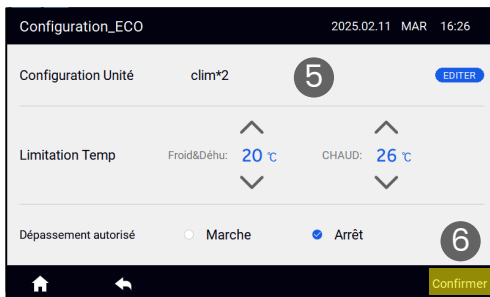 Configuration_ECO 2025.02.11 MAR 16:26
Configuration Unité clim*2 5 EDITER
Limitation Temp Froid&Déhu: 20 ℃ CHAUD: 26 ℃
Dépassement autorisé Marche Arrêt 6
Confirmer